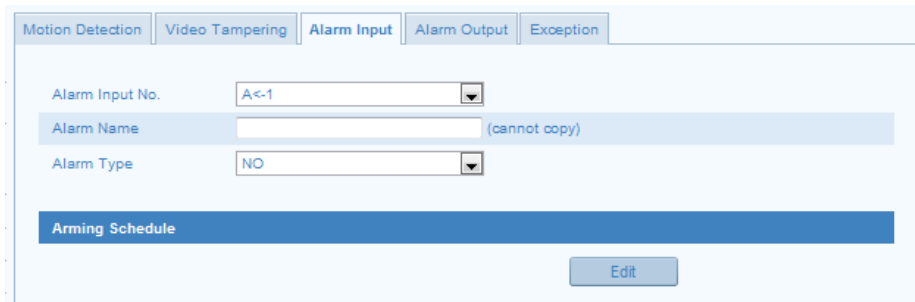 Motion Detection Video Tampering Alarm Input Alarm Output Exception
Alarm Input No. A<-1
Alarm Name (cannot copy)
Alarm Type NO
Arming Schedule
Edit